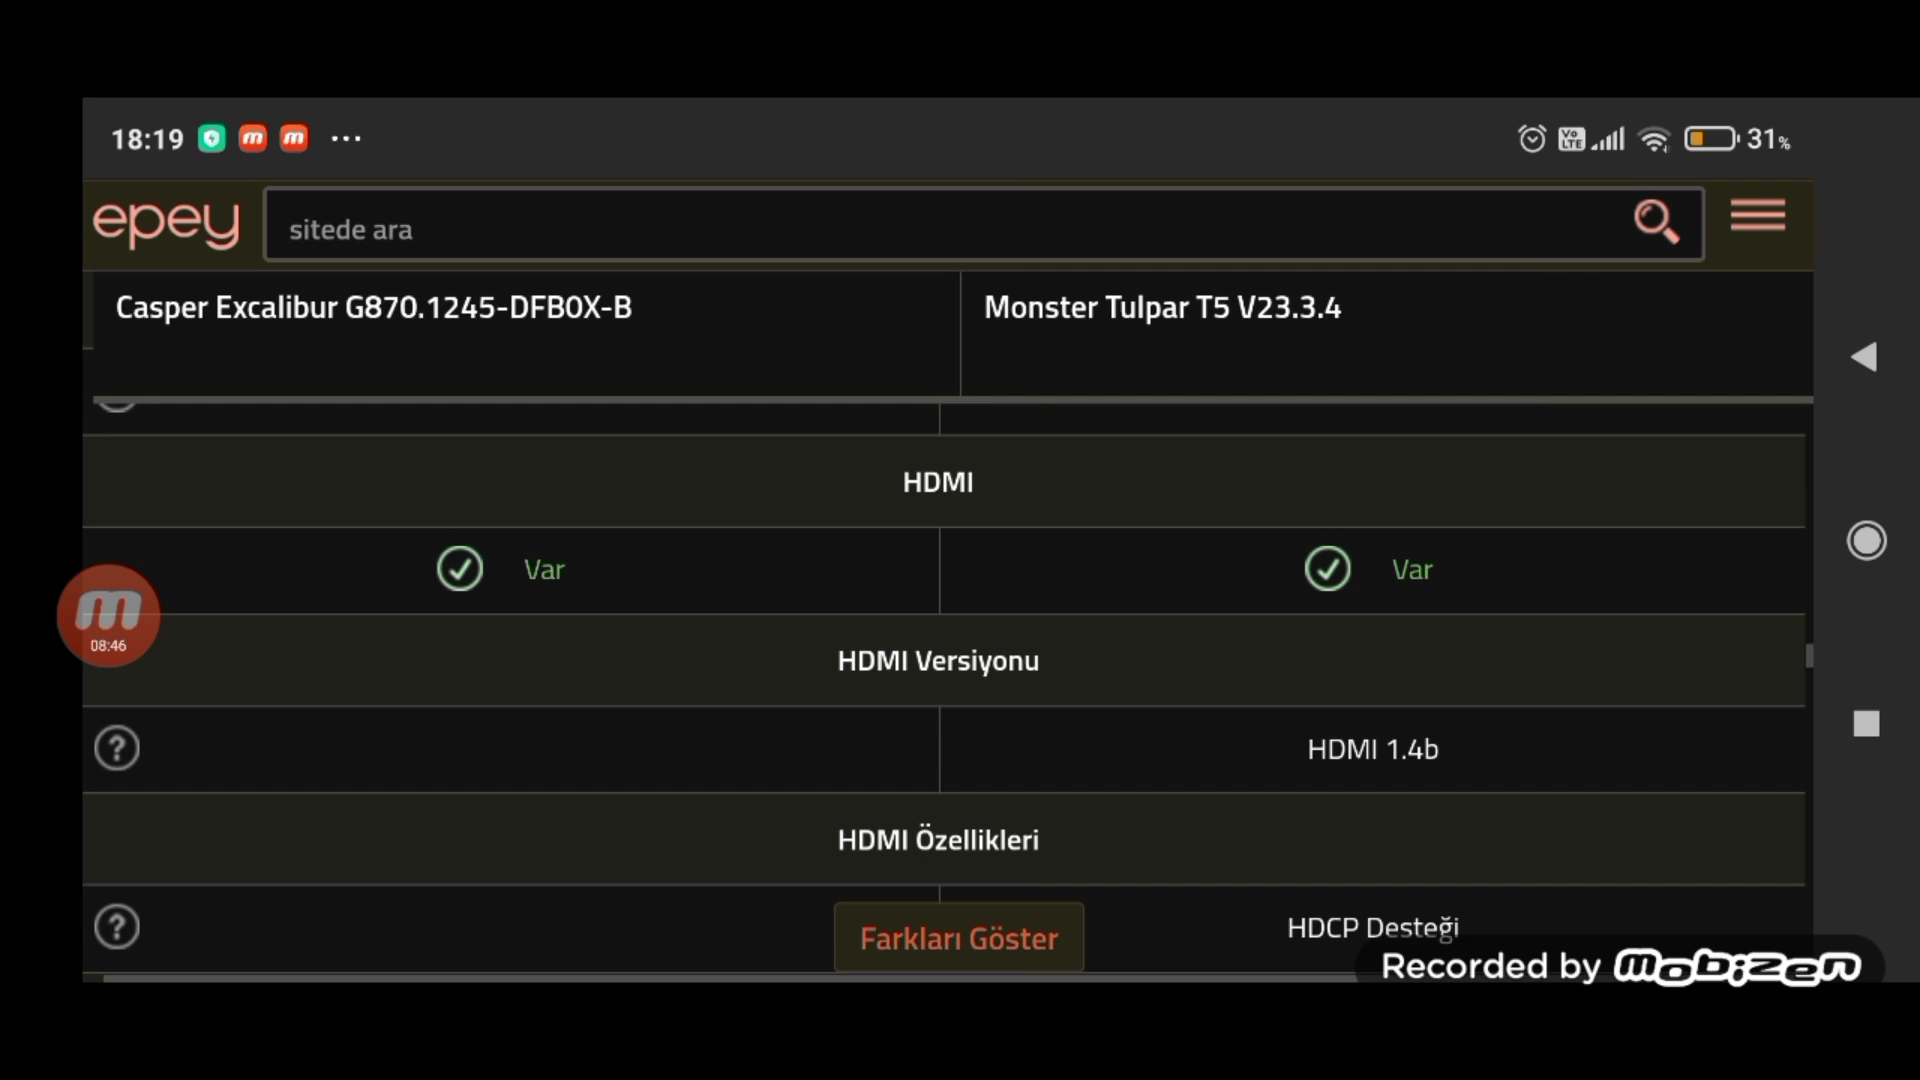 18:19
31%
epey
sitede ara
Casper Excalibur G870.1245-DFB0X-B
Monster Tulpar T5 V23.3.4
HDMI
Var
Var
HDMI Versiyonu
HDMI 1.4b
HDMI Özellikleri
HDCP Desteği
Farkları Göster
08:46
Recorded by mobizen